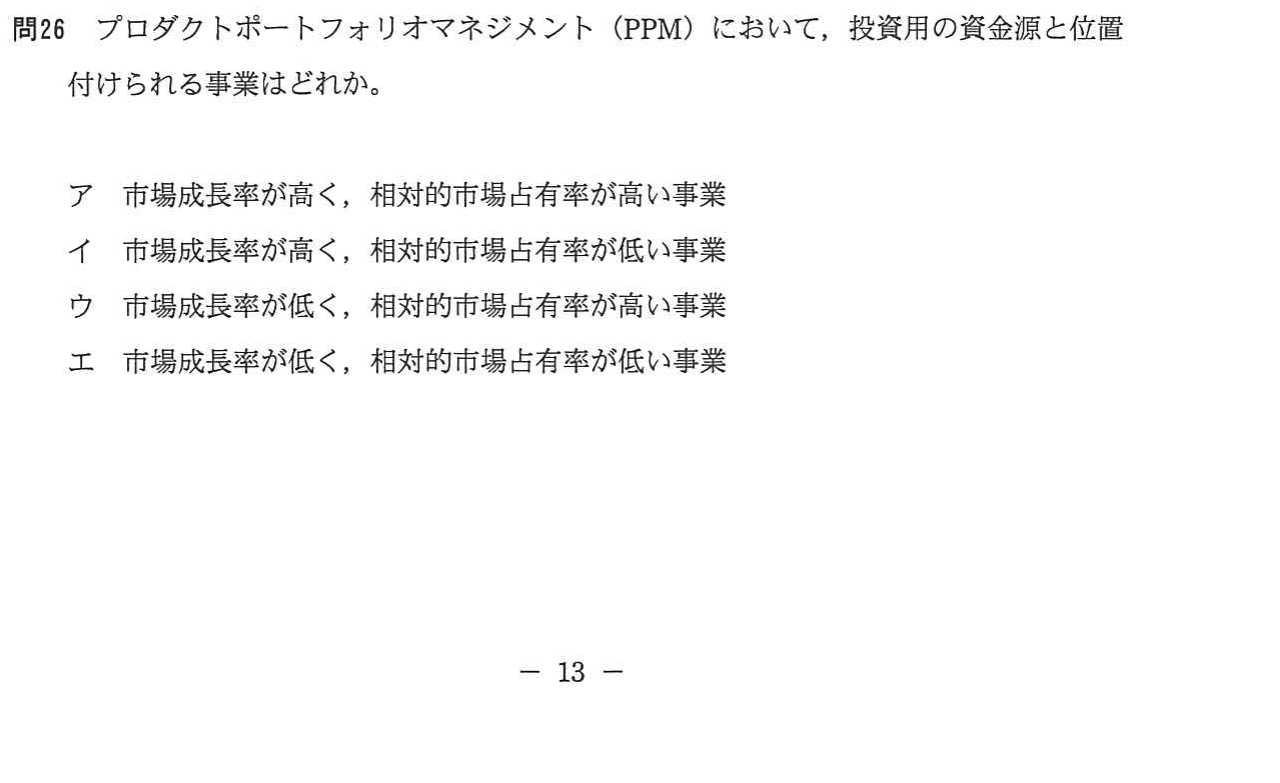 問26　プロダクトポートフォリオマネジメント（PPM）において，投資用の資金源と位置
付けられる事業はどれか。
ア　市場成長率が高く，相対的市場占有率が高い事業
イ　市場成長率が高く，相対的市場占有率が低い事業
ウ　市場成長率が低く，相対的市場占有率が高い事業
エ　市場成長率が低く，相対的市場占有率が低い事業
－ 13 －